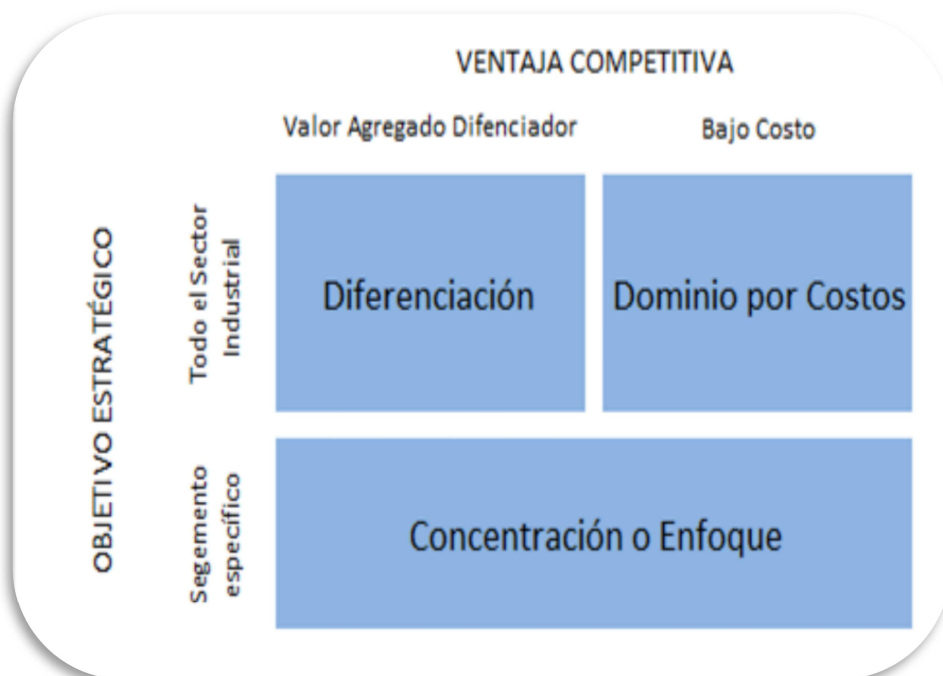 VENTAJA COMPETITIVA
Valor Agregado Difenciador
Bajo Costo
OBJETIVO ESTRATÉGICO
Todo el Sector
Industrial
Diferenciación
Dominio por Costos
Segemento
específico
Concentración o Enfoque